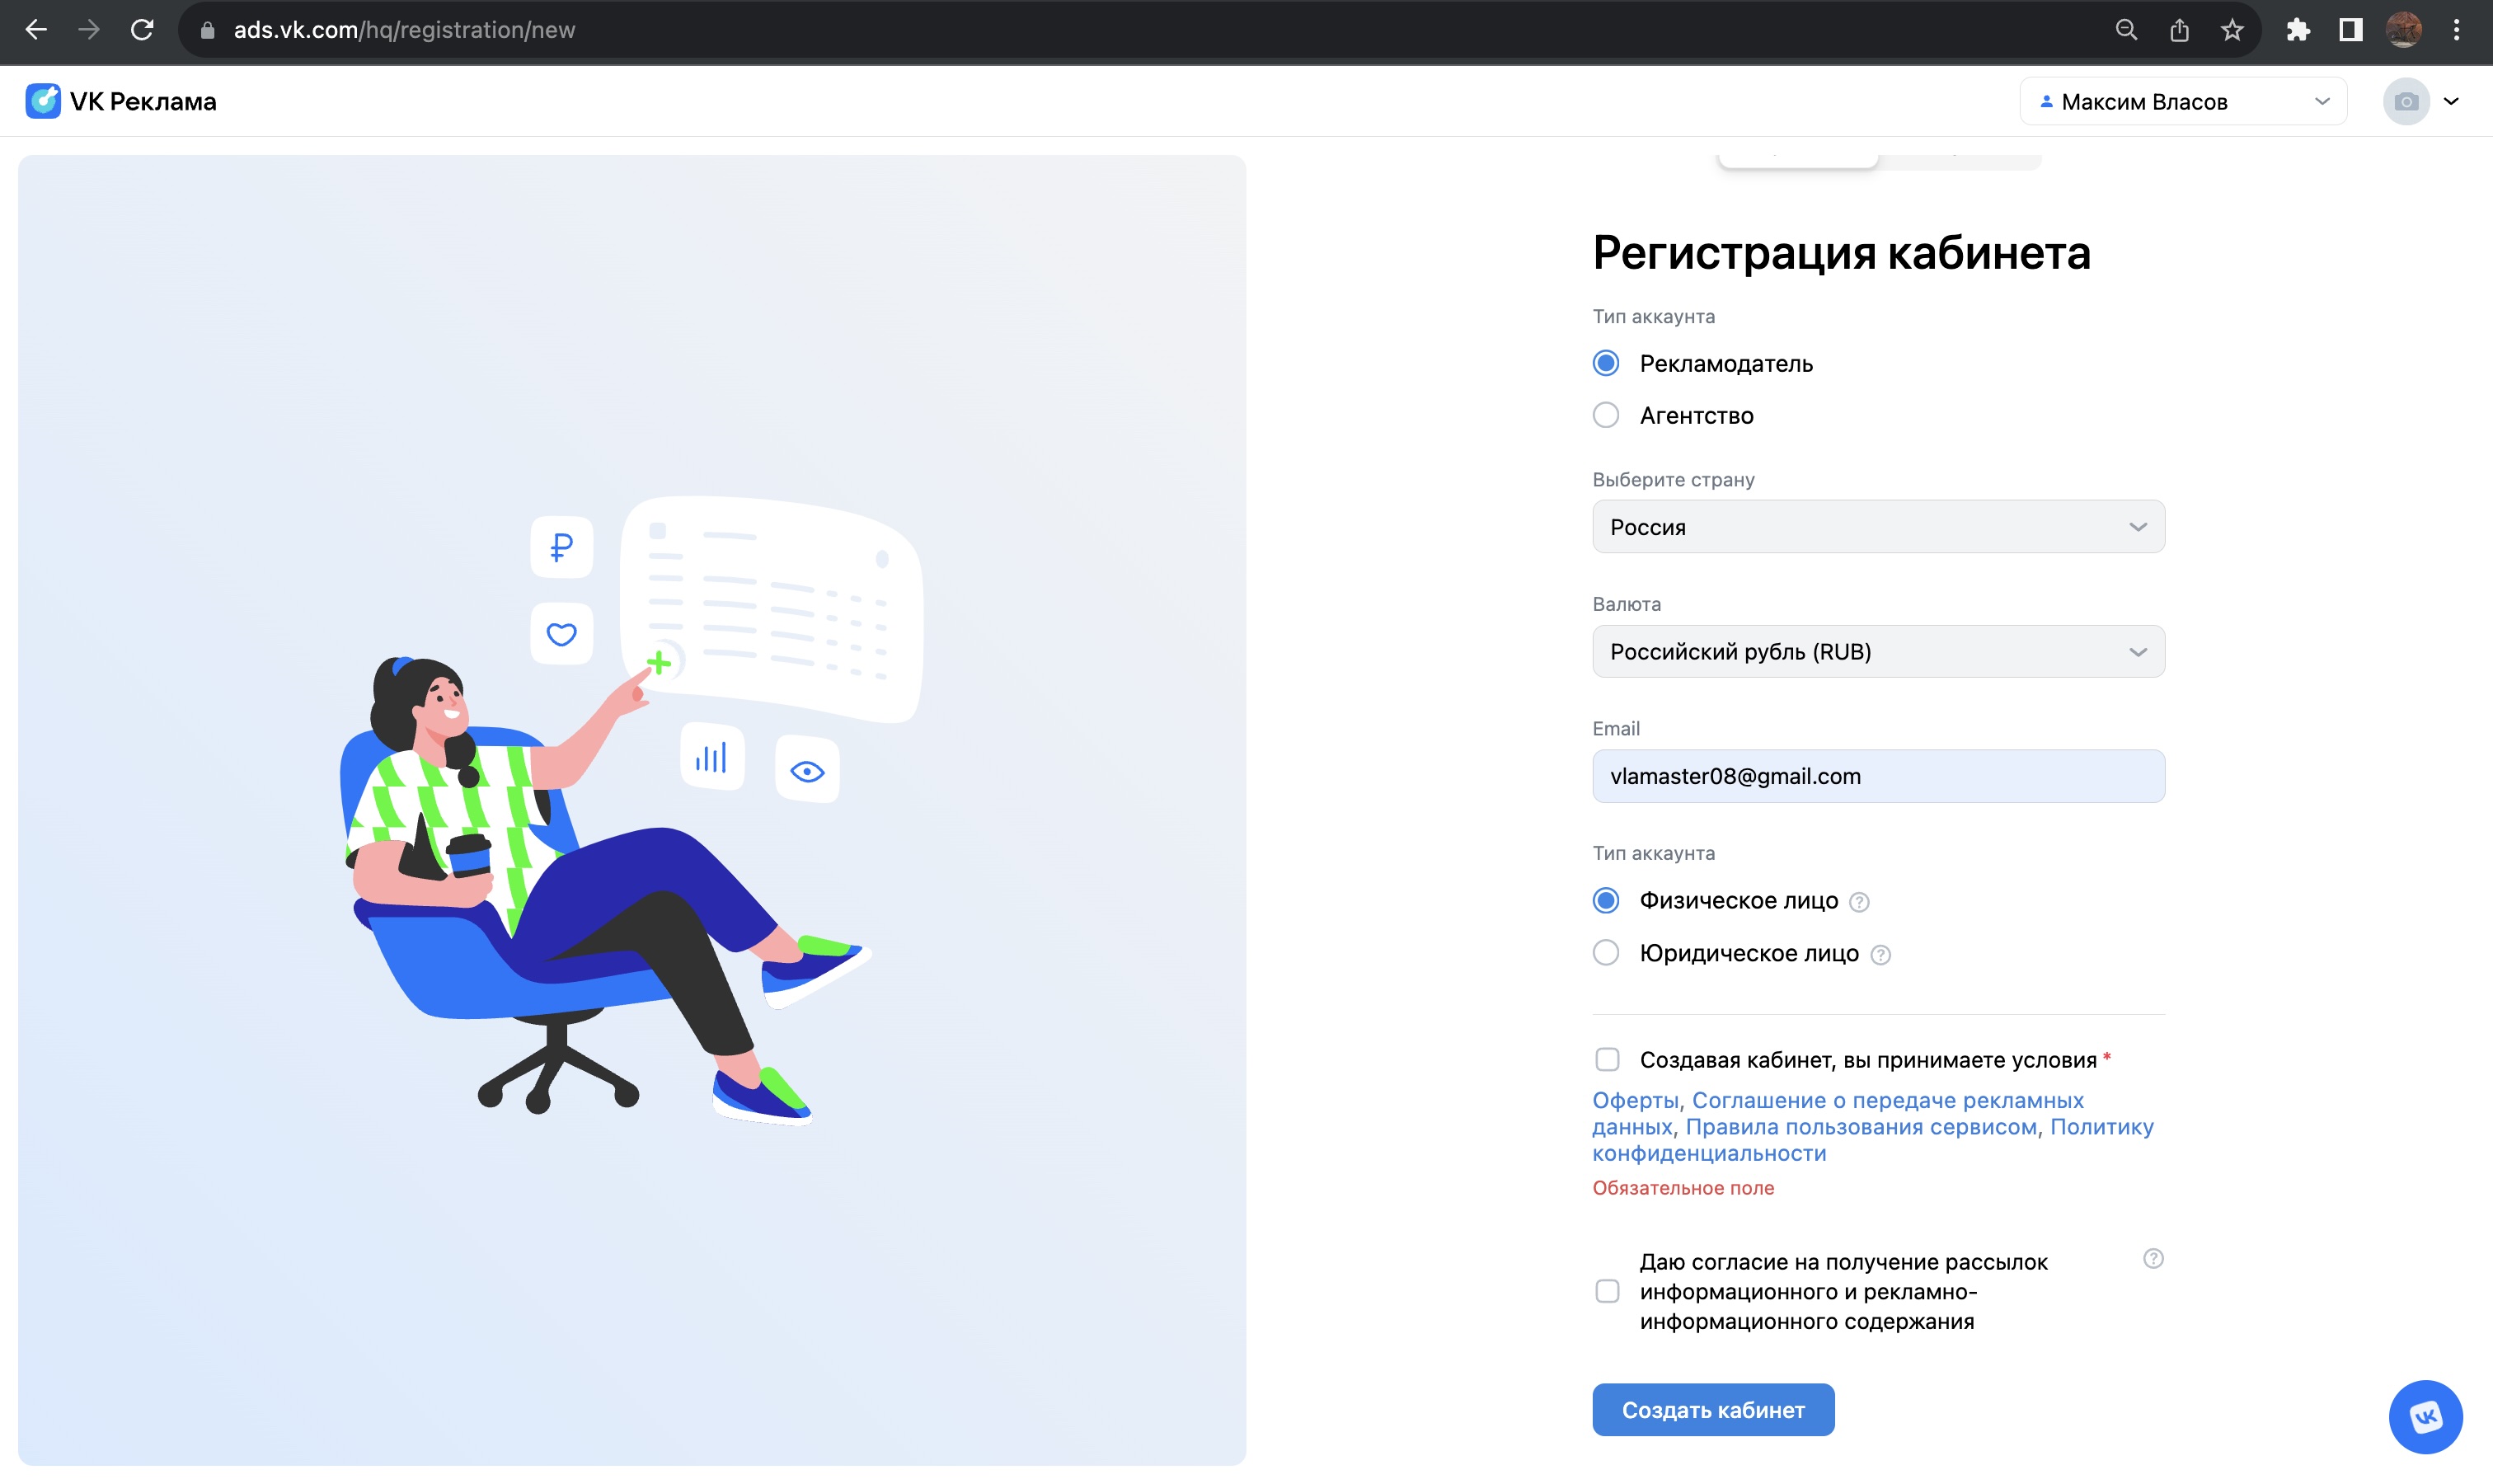 ads.vk.com/hq/registration/new
VK Реклама
Максим Власов
Регистрация кабинета
Тип аккаунта
Рекламодатель
Агентство
Выберите страну
Россия
Валюта
Российский рубль (RUB)
Email
vlamaster08@gmail.com
Тип аккаунта
Физическое лицо
Юридическое лицо
Создавая кабинет, вы принимаете условия *
Оферты, Соглашение о передаче рекламных
данных, Правила пользования сервисом, Политику
конфиденциальности
Обязательное поле
Даю согласие на получение рассылок
информационного и рекламно-
информационного содержания
Создать кабинет